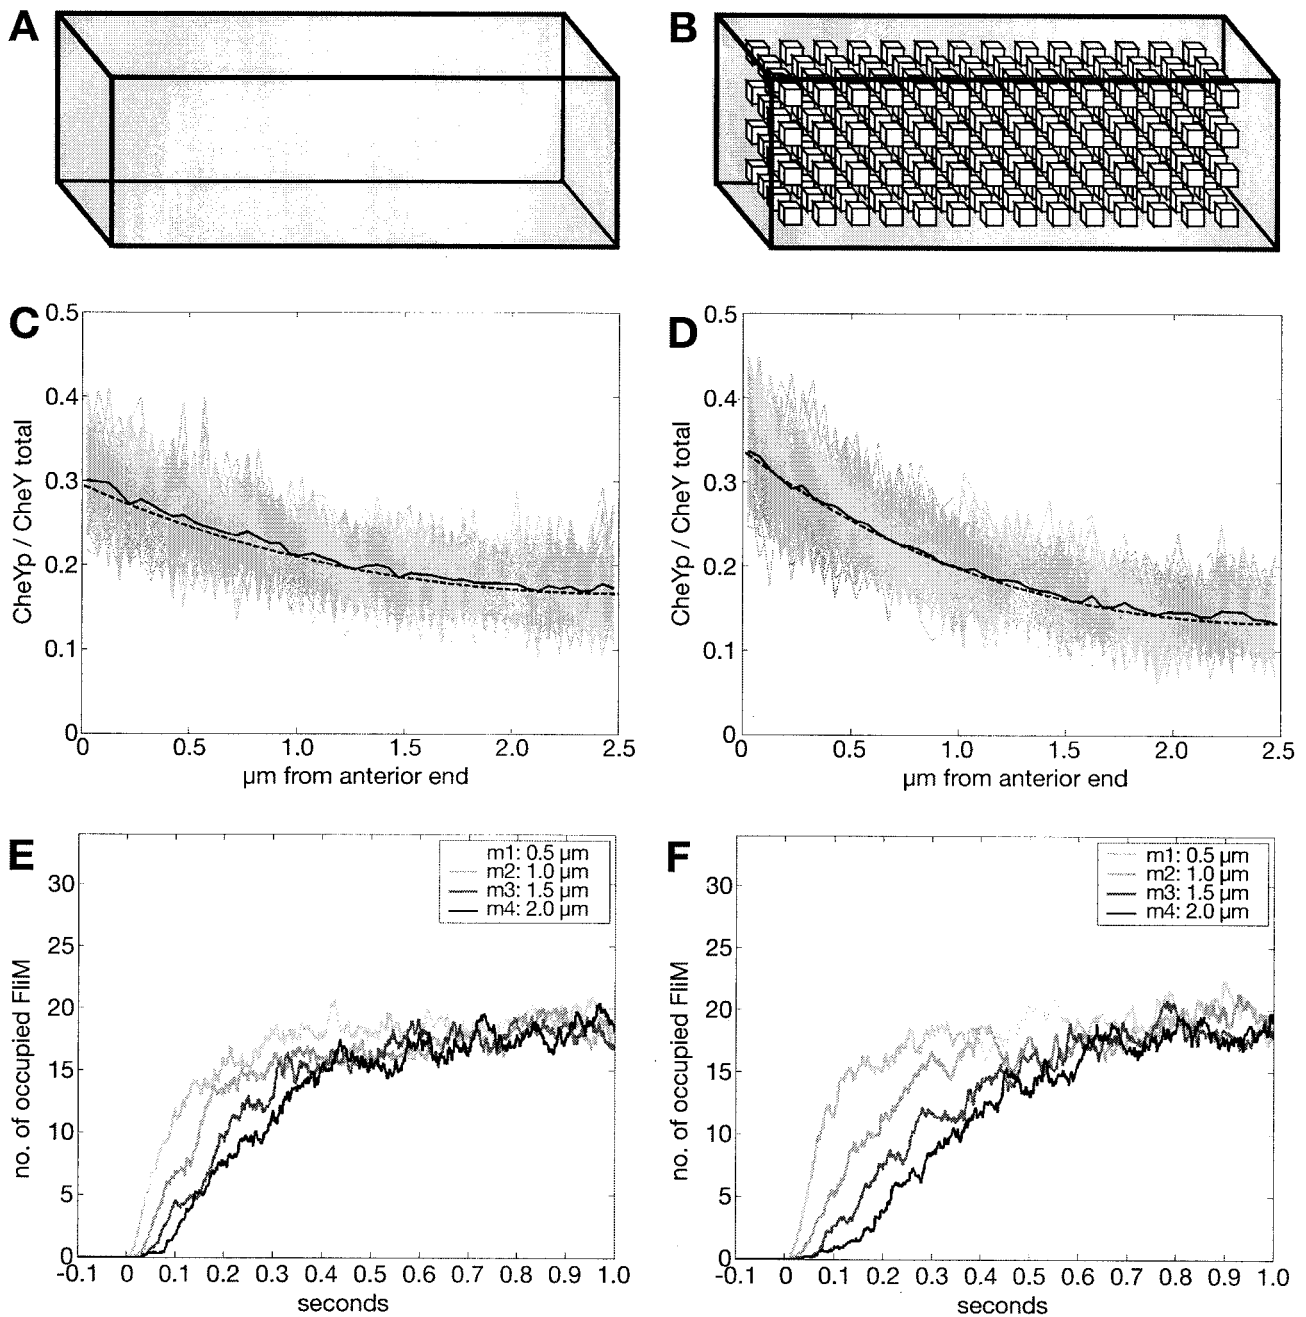 A
B
C
0.5
0.4
0.3
0.2
0.1
0
CheYp / CheY total
0 0.5 1.0 1.5 2.0 2.5
µm from anterior end
D
0.5
0.4
0.3
0.2
0.1
0
CheYp / CheY total
0 0.5 1.0 1.5 2.0 2.5
µm from anterior end
E
30
25
20
15
10
5
0
no. of occupied FliM
m1: 0.5 µm
m2: 1.0 µm
m3: 1.5 µm
m4: 2.0 µm
-0.1 0 0.1 0.2 0.3 0.4 0.5 0.6 0.7 0.8 0.9 1.0
seconds
F
30
25
20
15
10
5
0
no. of occupied FliM
m1: 0.5 µm
m2: 1.0 µm
m3: 1.5 µm
m4: 2.0 µm
-0.1 0 0.1 0.2 0.3 0.4 0.5 0.6 0.7 0.8 0.9 1.0
seconds